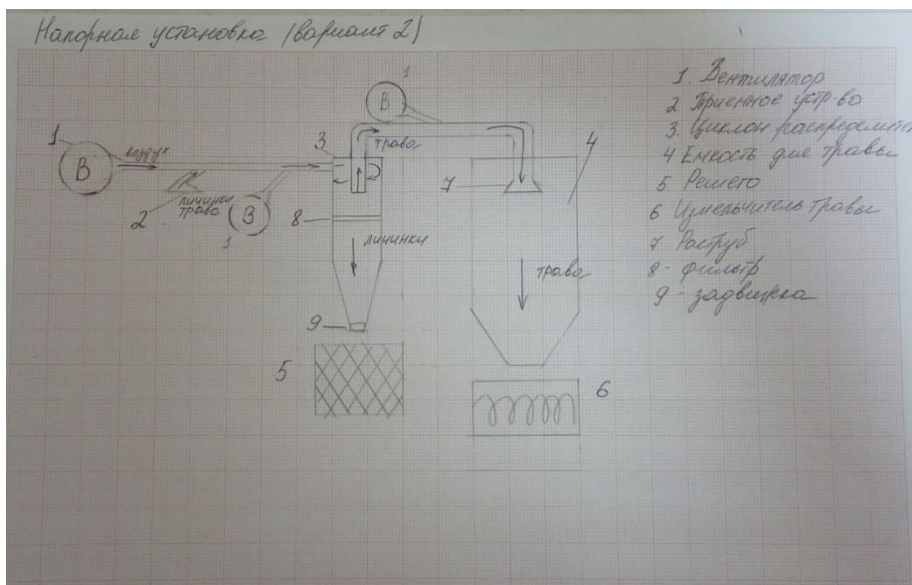 Напорная установка (вариант 2)
1
воздух
В
личинки
трава
2
В
1
3
В
1
трава
7
4
8
личинки
трава
9
5
6
1. Вентилятор
2 Приемное устр-во
3. Циклон распределител
4 Емкость для травы
5. Решето
6 Измельчитель травы
7 Раструб
8 - фильтр
9 - задвижка